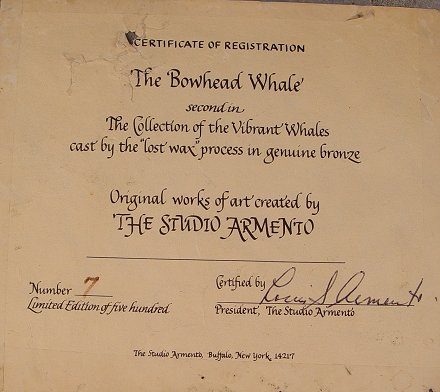 CERTIFICATE OF REGISTRATION
'The Bowhead Whale'
second in
The Collection of the Vibrant Whales
cast by the "lost wax" process in genuine bronze
Original works of art created by
THE STUDIO ARMENTO
Number 7
Limited Edition of five hundred
Certified by Louis S Armento
President, The Studio Armento
The Studio Armento, Buffalo, New York 14217